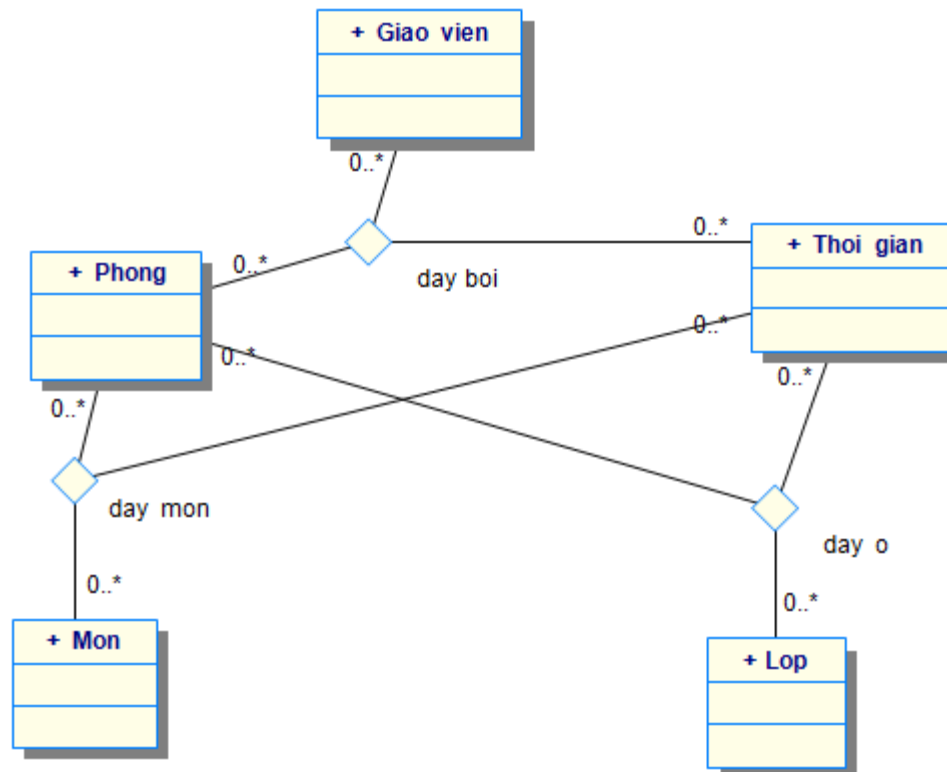 + Giao vien
0..*
0..*
+ Thoi gian
0..*
+ Phong
day boi
0..*
0..*
0..*
0..*
day mon
day o
0..*
0..*
+ Mon
+ Lop